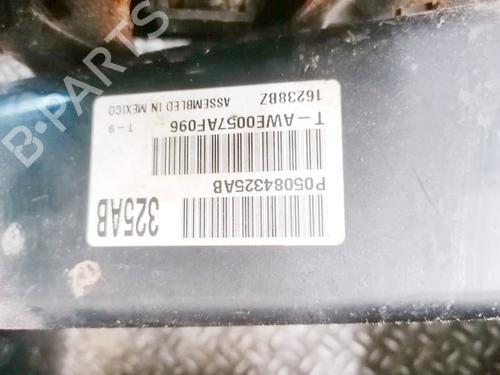 325AB
P05084325AB
T-AWE0057AF096
T-9
ASSEMBLED IN MEXICO
16238BZ
B-PARTS